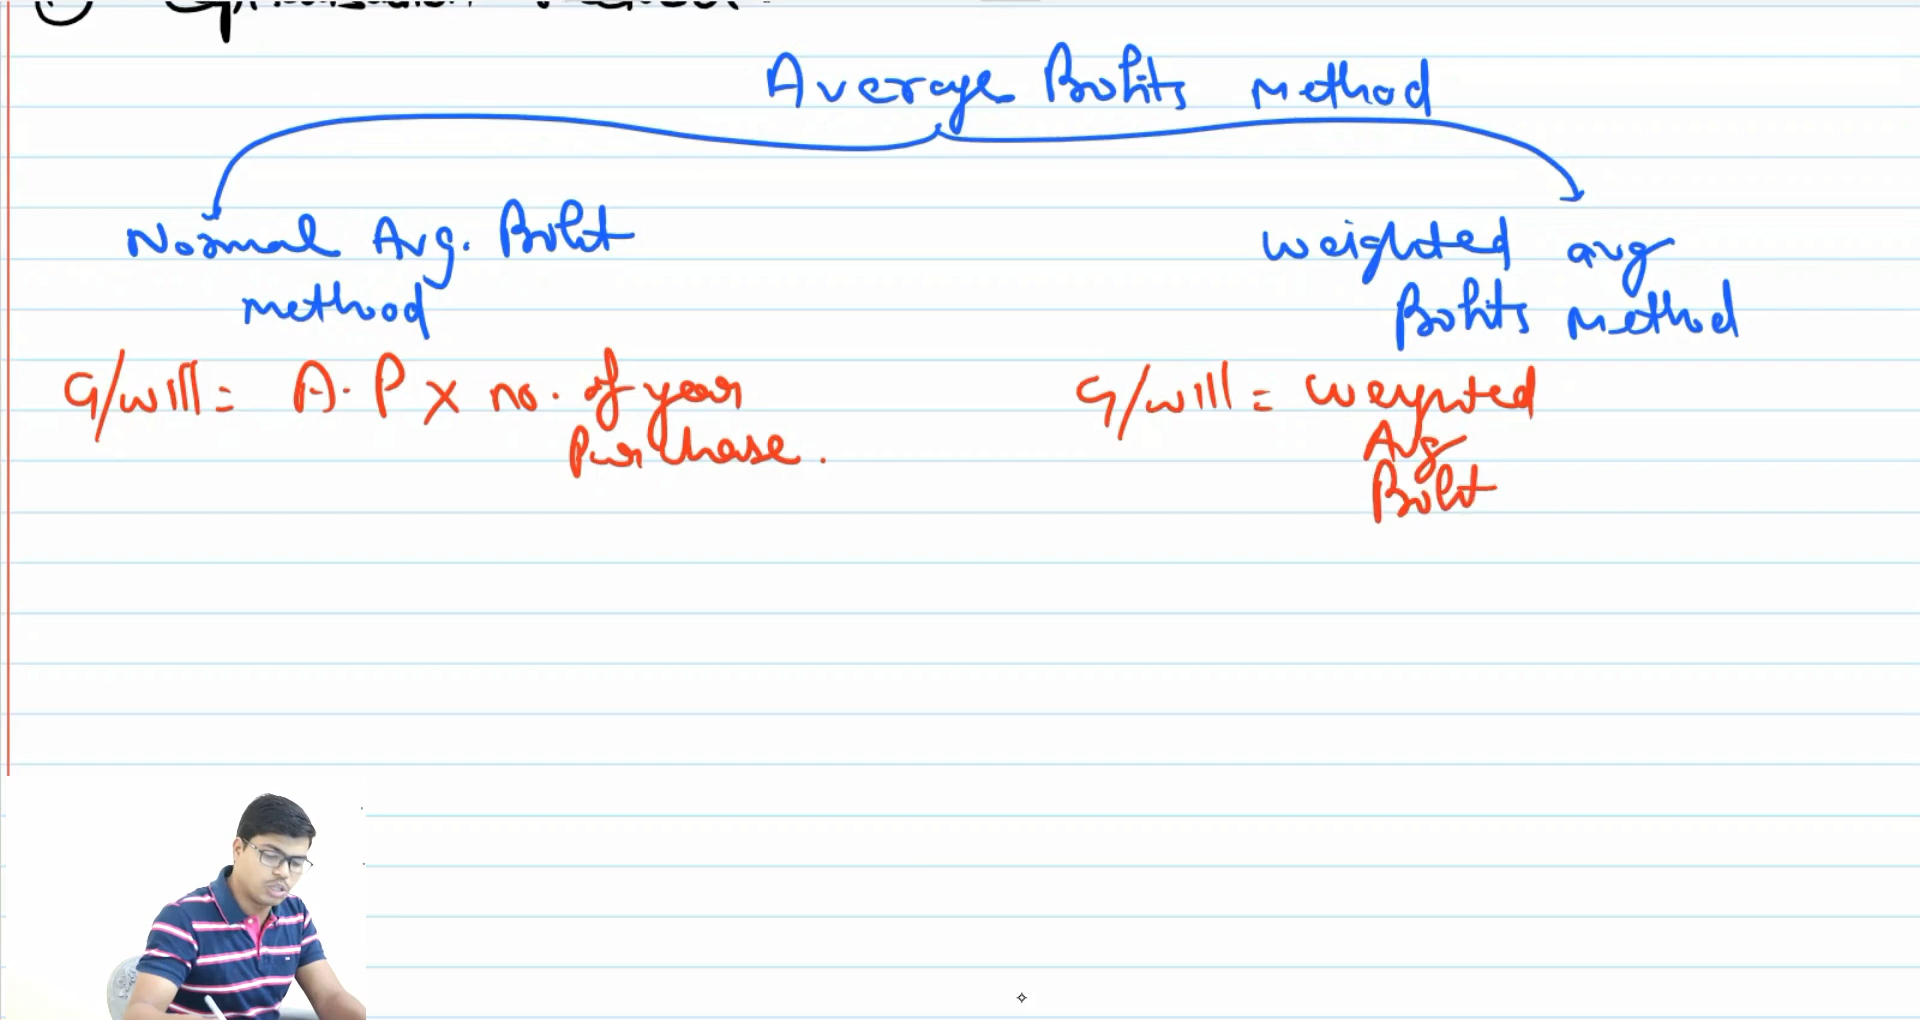 Average Profits Method
Normal Avg. Profit
method
G/will = A.P x no. of year
Purchase.
weighted avg
Profits Method
G/will = Weighted
Avg
Profit